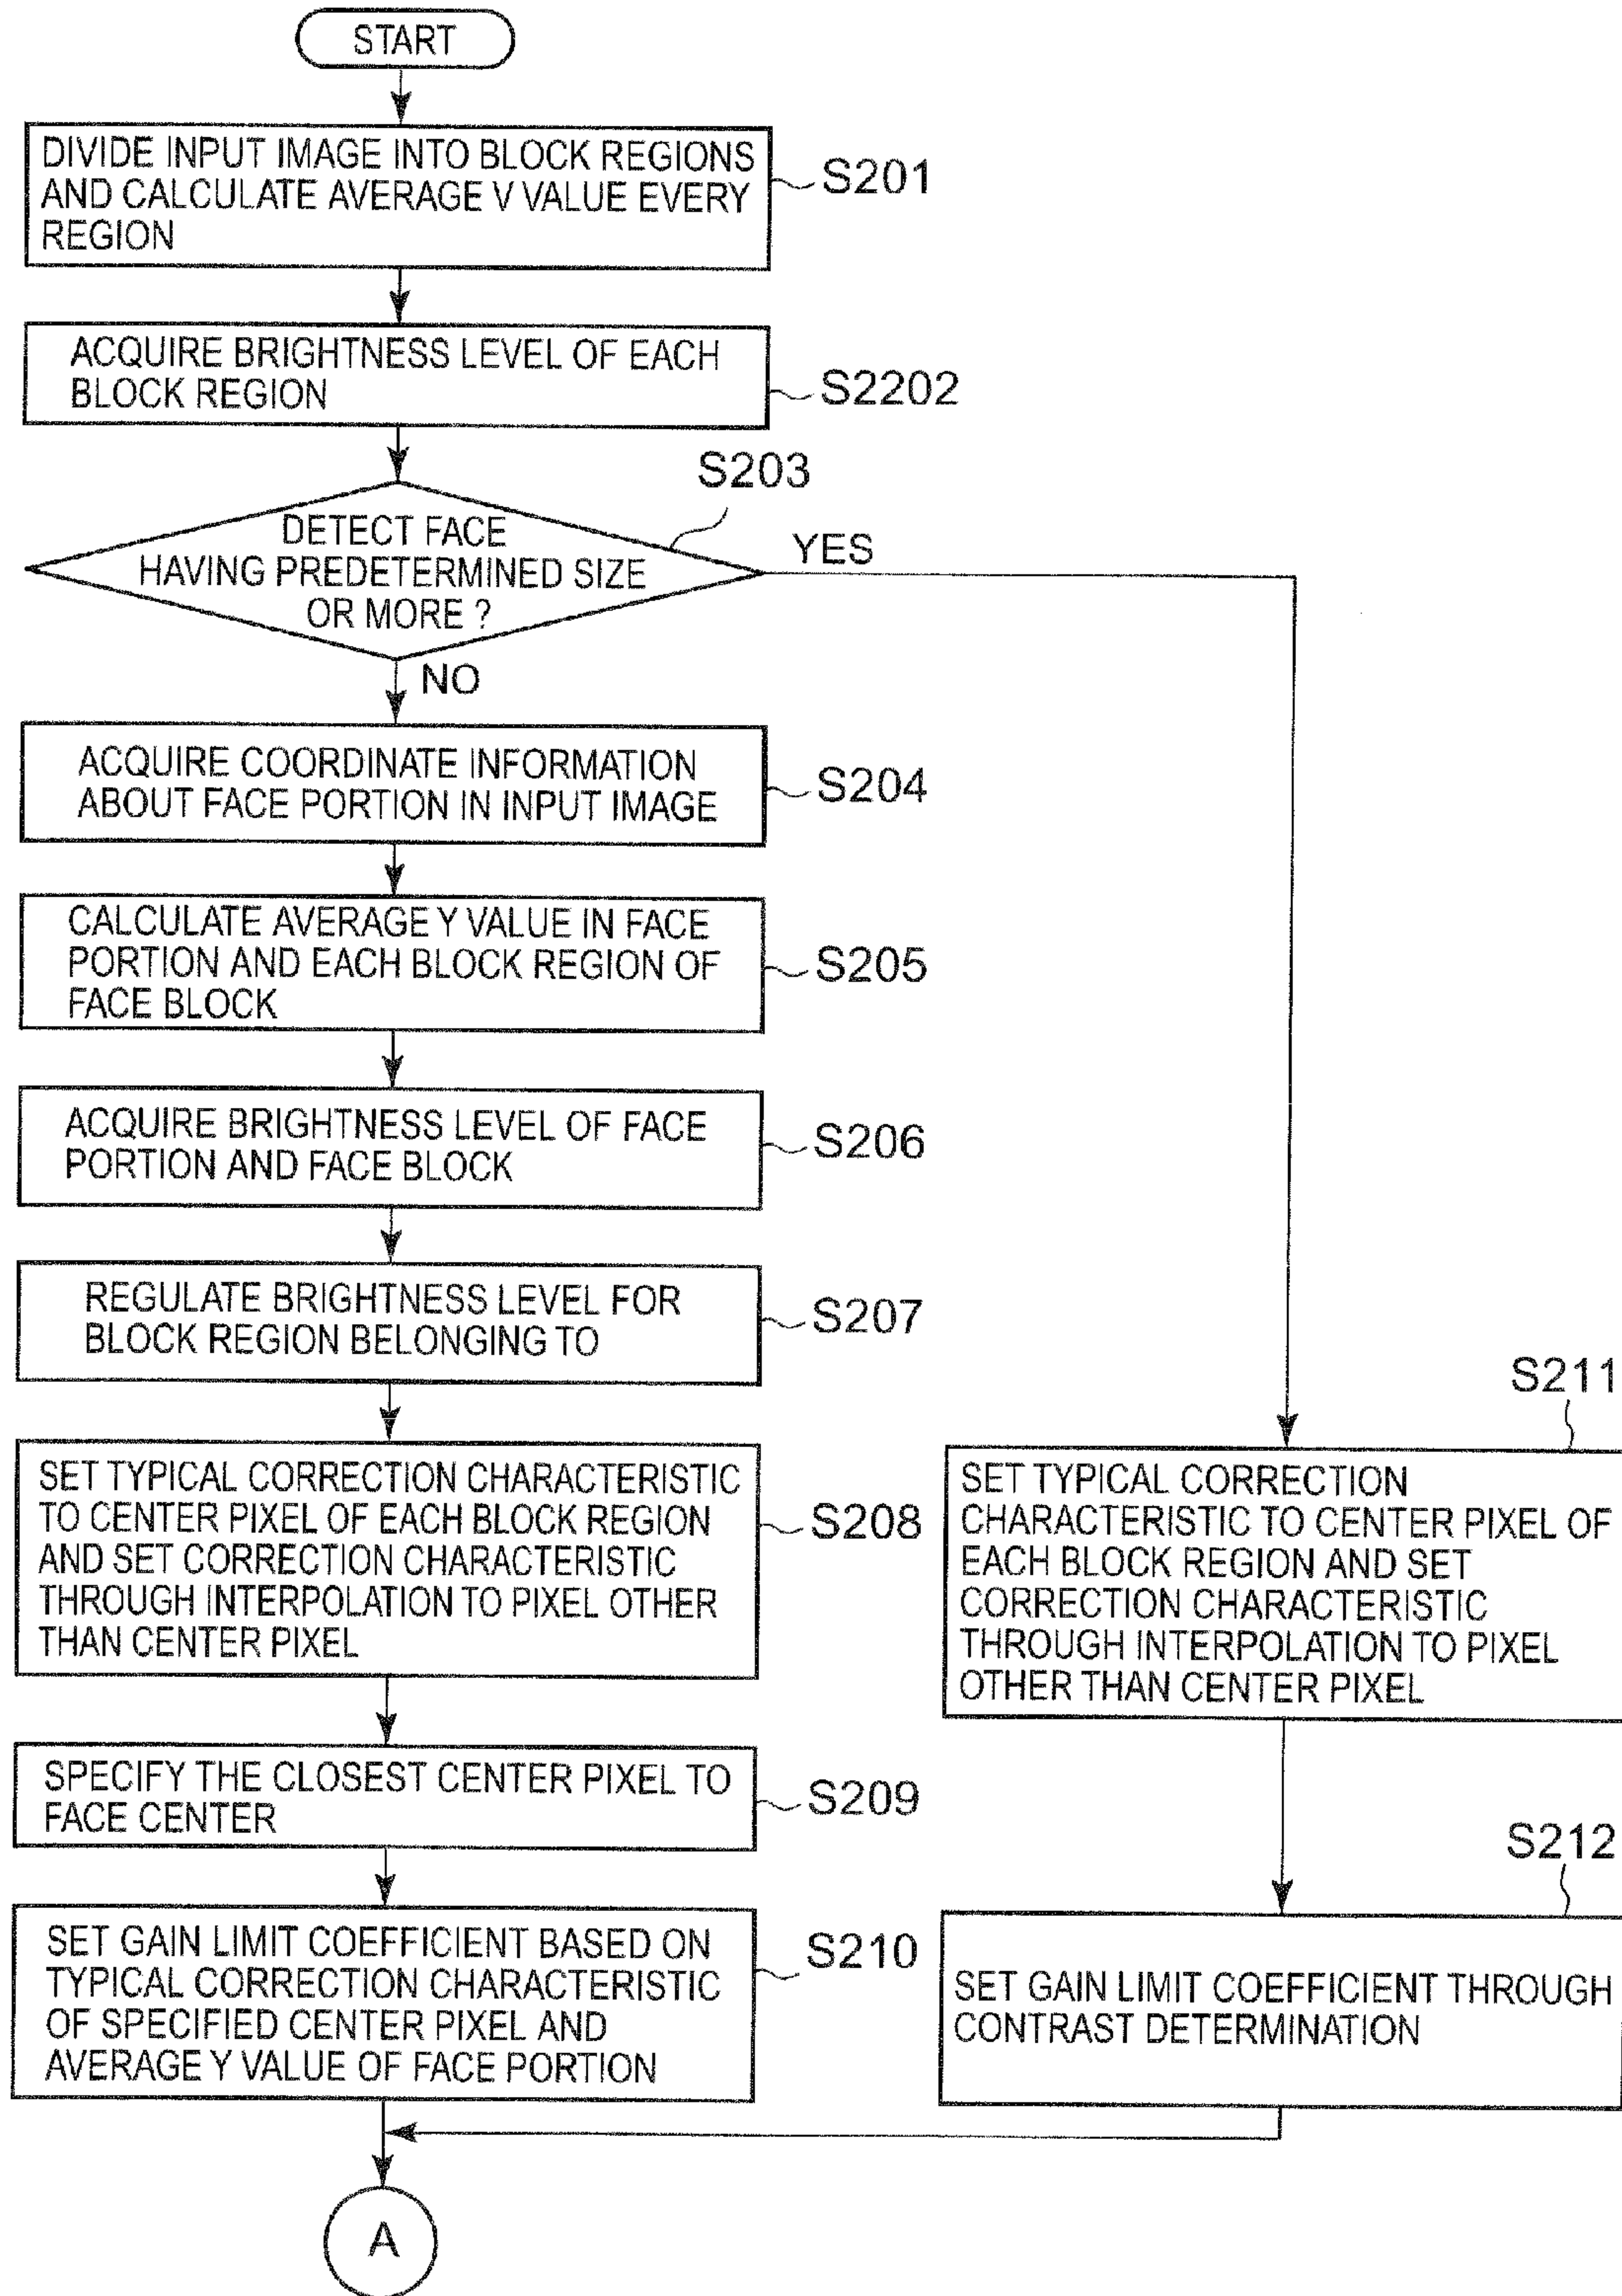 START
DIVIDE INPUT IMAGE INTO BLOCK REGIONS
AND CALCULATE AVERAGE V VALUE EVERY
REGION
S201
ACQUIRE BRIGHTNESS LEVEL OF EACH
BLOCK REGION
S2202
S203
DETECT FACE
HAVING PREDETERMINED SIZE
OR MORE ?
YES
NO
ACQUIRE COORDINATE INFORMATION
ABOUT FACE PORTION IN INPUT IMAGE
S204
CALCULATE AVERAGE Y VALUE IN FACE
PORTION AND EACH BLOCK REGION OF
FACE BLOCK
S205
ACQUIRE BRIGHTNESS LEVEL OF FACE
PORTION AND FACE BLOCK
S206
REGULATE BRIGHTNESS LEVEL FOR
BLOCK REGION BELONGING TO
S207
SET TYPICAL CORRECTION CHARACTERISTIC
TO CENTER PIXEL OF EACH BLOCK REGION
AND SET CORRECTION CHARACTERISTIC
THROUGH INTERPOLATION TO PIXEL OTHER
THAN CENTER PIXEL
S208
S211
SET TYPICAL CORRECTION
CHARACTERISTIC TO CENTER PIXEL OF
EACH BLOCK REGION AND SET
CORRECTION CHARACTERISTIC
THROUGH INTERPOLATION TO PIXEL
OTHER THAN CENTER PIXEL
SPECIFY THE CLOSEST CENTER PIXEL TO
FACE CENTER
S209
SET GAIN LIMIT COEFFICIENT BASED ON
TYPICAL CORRECTION CHARACTERISTIC
OF SPECIFIED CENTER PIXEL AND
AVERAGE Y VALUE OF FACE PORTION
S210
S212
SET GAIN LIMIT COEFFICIENT THROUGH
CONTRAST DETERMINATION
A